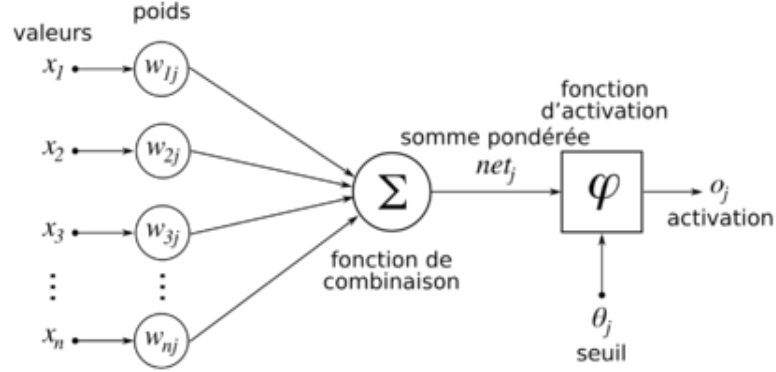 poids
valeurs
x1
w1j
x2
w2j
x3
w3j
⋮
⋮
xn
wnj
Σ
fonction de
combinaison
somme pondérée
netj
fonction
d'activation
φ
oj
activation
θj
seuil